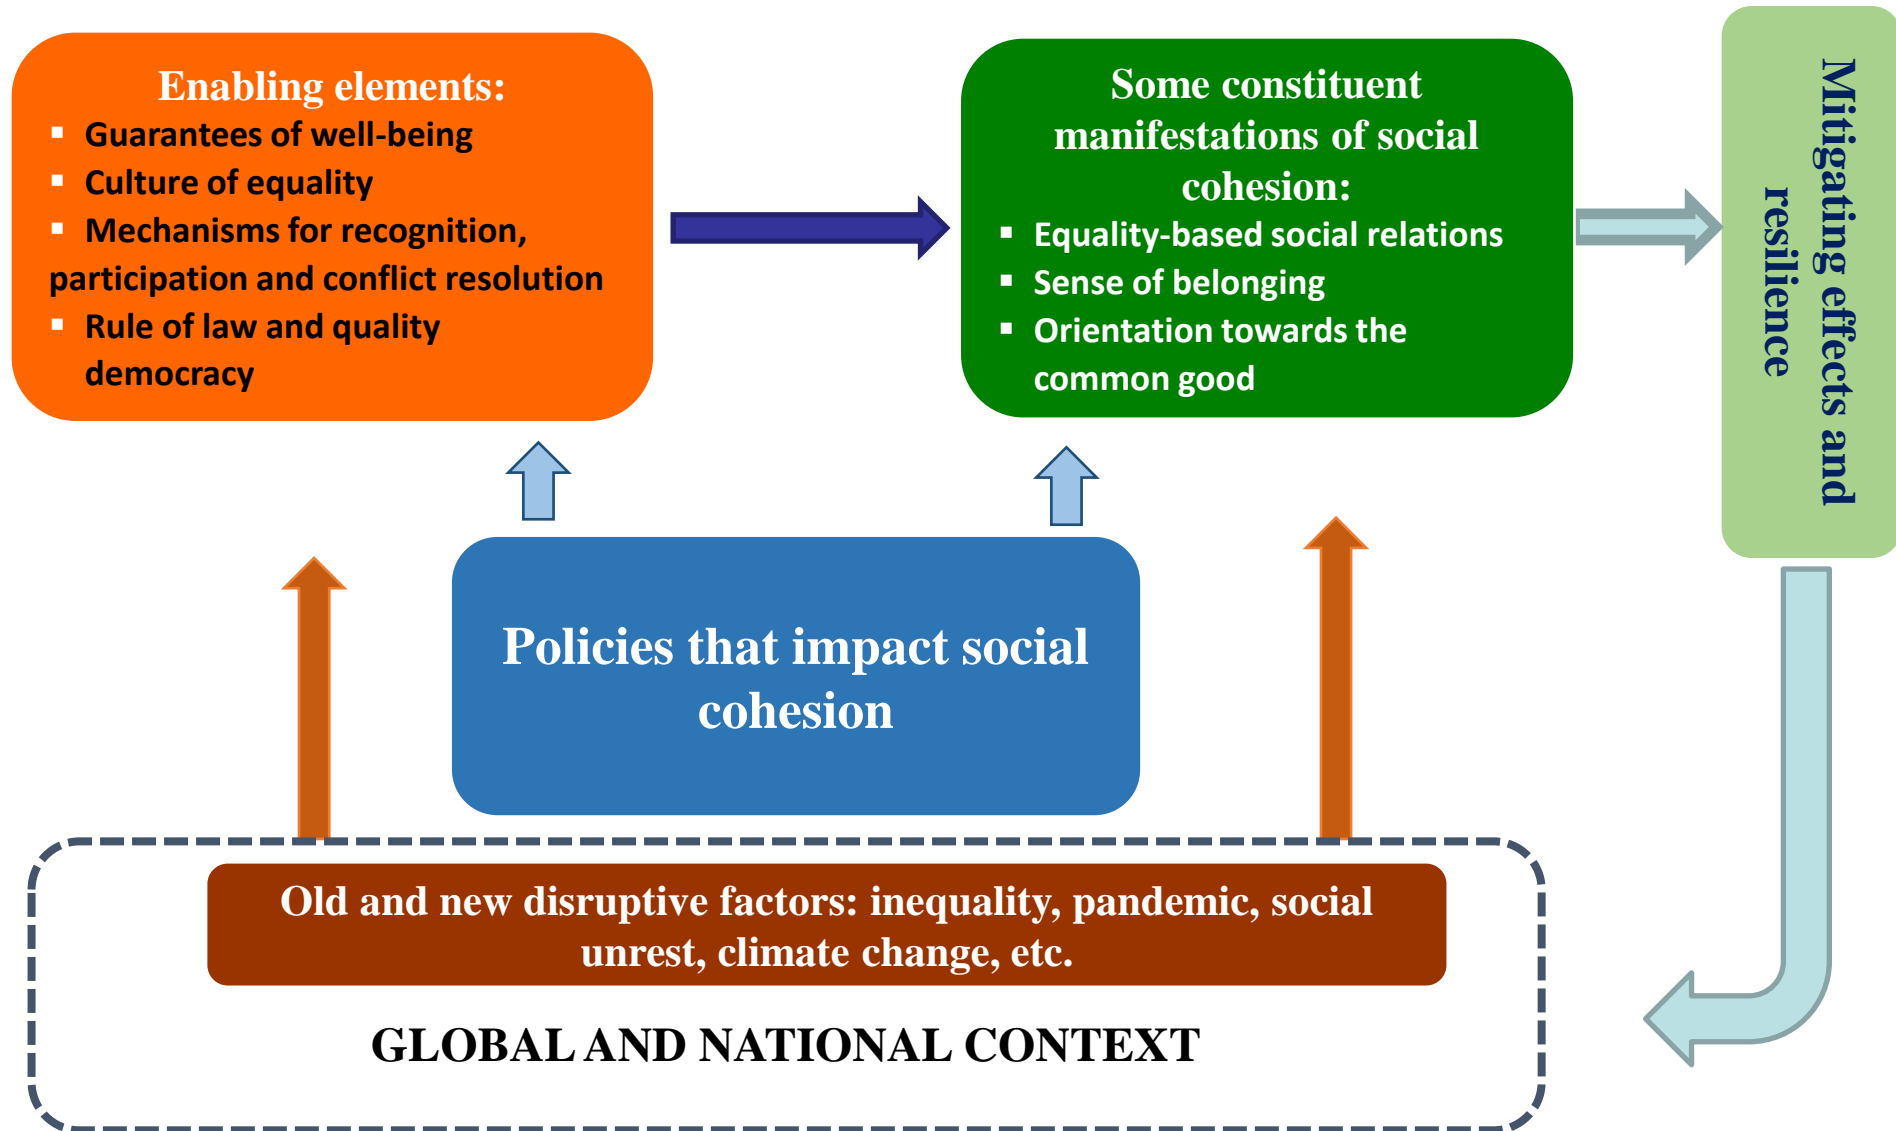 Enabling elements:
▪ Guarantees of well-being
▪ Culture of equality
▪ Mechanisms for recognition,
participation and conflict resolution
▪ Rule of law and quality
democracy
Some constituent
manifestations of social
cohesion:
▪ Equality-based social relations
▪ Sense of belonging
▪ Orientation towards the
common good
Mitigating effects and
resilience
Policies that impact social
cohesion
Old and new disruptive factors: inequality, pandemic, social
unrest, climate change, etc.
GLOBAL AND NATIONAL CONTEXT